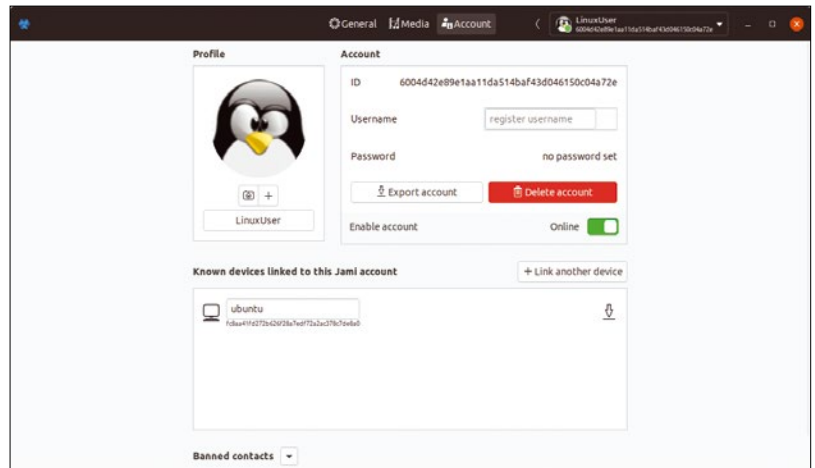 General Media Account
LinuxUser
6004d42e89e1aa11da514baf43d046150c04a72e
Profile
Account
ID 6004d42e89e1aa11da514baf43d046150c04a72e
Username register username
Password no password set
Export account Delete account
LinuxUser
Enable account Online
Known devices linked to this Jami account
+ Link another device
ubuntu
Banned contacts